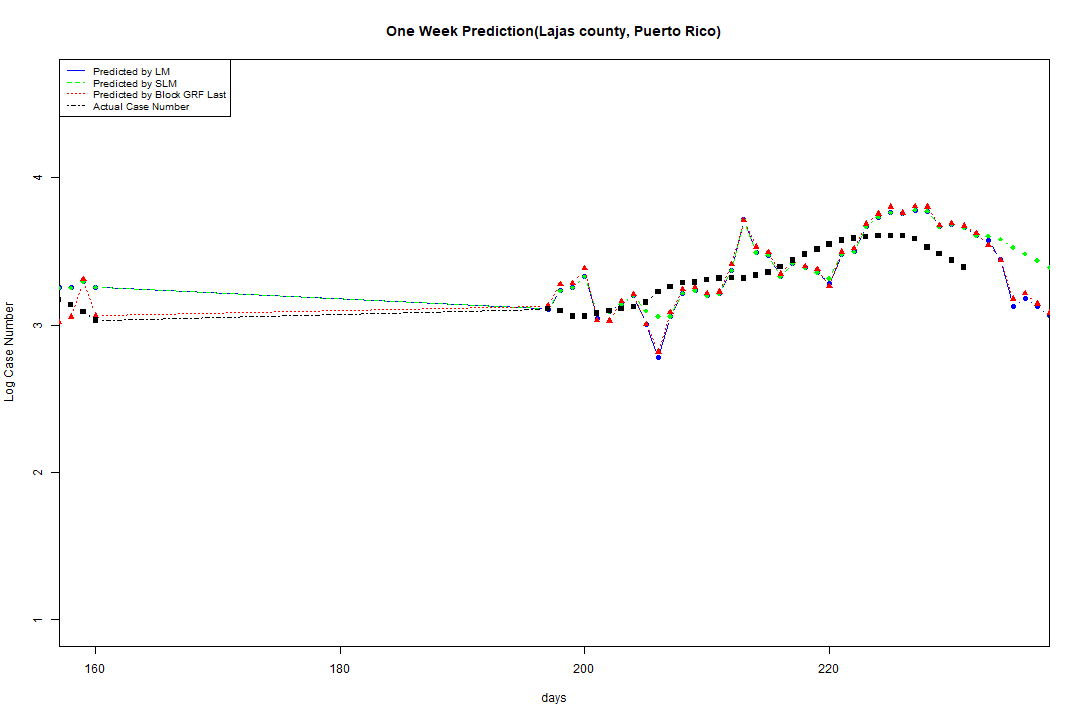 One Week Prediction(Lajas county, Puerto Rico)
Predicted by LM
Predicted by SLM
Predicted by Block GRF Last
Actual Case Number
4
3
2
1
Log Case Number
160 180 200 220
days